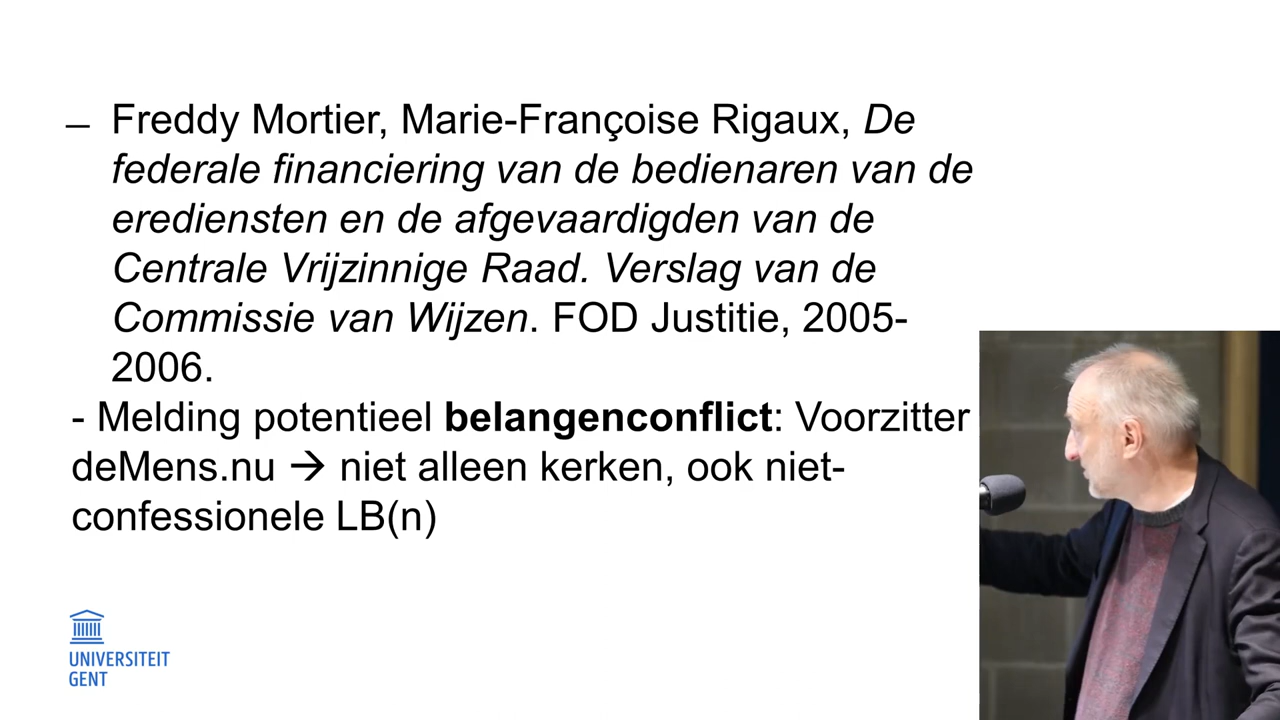 – Freddy Mortier, Marie-Françoise Rigaux, De
federale financiering van de bedienaren van de
erediensten en de afgevaardigden van de
Centrale Vrijzinnige Raad. Verslag van de
Commissie van Wijzen. FOD Justitie, 2005-
2006.
- Melding potentieel belangenconflict: Voorzitter
deMens.nu → niet alleen kerken, ook niet-
confessionele LB(n)
UNIVERSITEIT
GENT